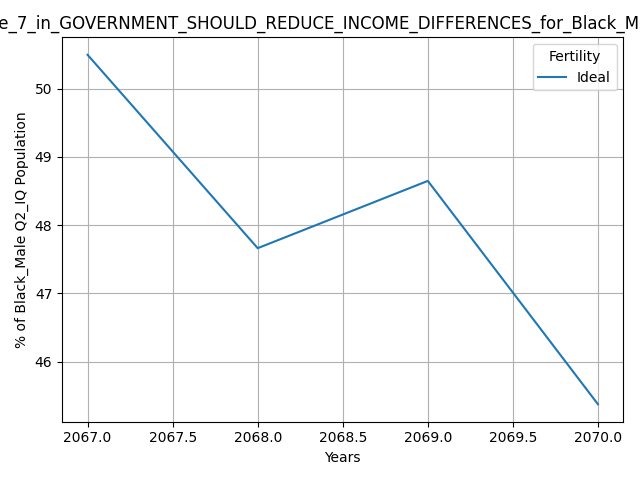 e_7_in_GOVERNMENT_SHOULD_REDUCE_INCOME_DIFFERENCES_for_Black_M
Fertility
Ideal
% of Black_Male Q2_IQ Population
50
49
48
47
46
2067.0 2067.5 2068.0 2068.5 2069.0 2069.5 2070.0
Years